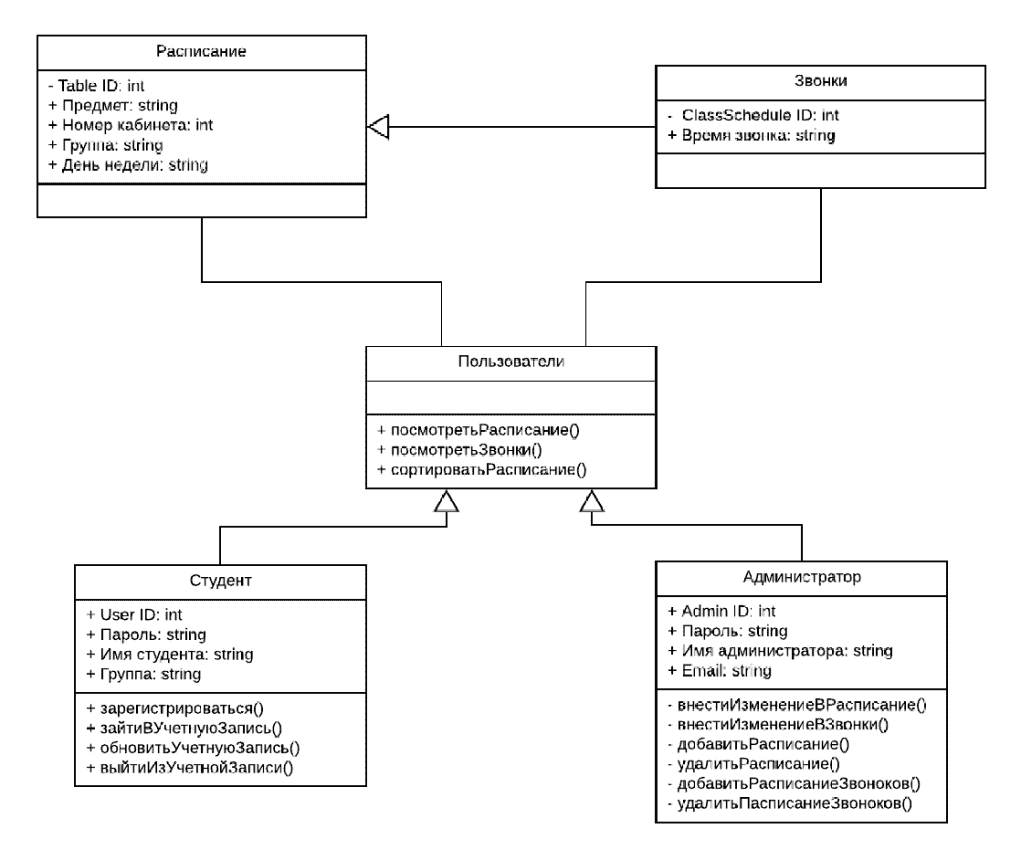 Расписание
- Table ID: int
+ Предмет: string
+ Номер кабинета: int
+ Группа: string
+ День недели: string
Звонки
- ClassSchedule ID: int
+ Время звонка: string
Пользователи
+ посмотретьРасписание()
+ посмотретьЗвонки()
+ сортироватьРасписание()
Студент
+ User ID: int
+ Пароль: string
+ Имя студента: string
+ Группа: string
+ зарегистрироваться()
+ зайтиВУчетнуюЗапись()
+ обновитьУчетнуюЗапись()
+ выйтиИзУчетнойЗаписи()
Администратор
+ Admin ID: int
+ Пароль: string
+ Имя администратора: string
+ Email: string
- внестиИзменениеВРасписание()
- внестиИзменениеВЗвонки()
- добавитьРасписание()
- удалитьРасписание()
- добавитьРасписаниеЗвоноков()
- удалитьПасписаниеЗвоноков()